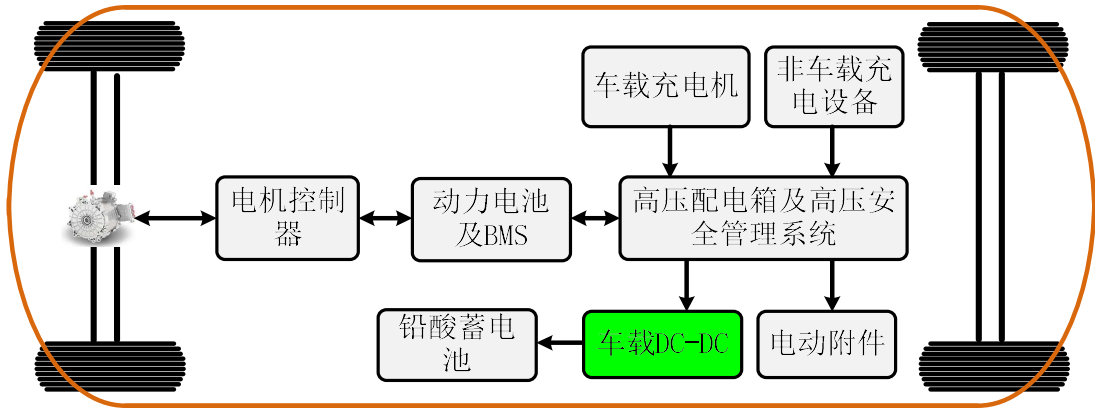 车载充电机
非车载充
电设备
电机控制
器
动力电池
及BMS
高压配电箱及高压安
全管理系统
铅酸蓄电
池
车载DC-DC
电动附件